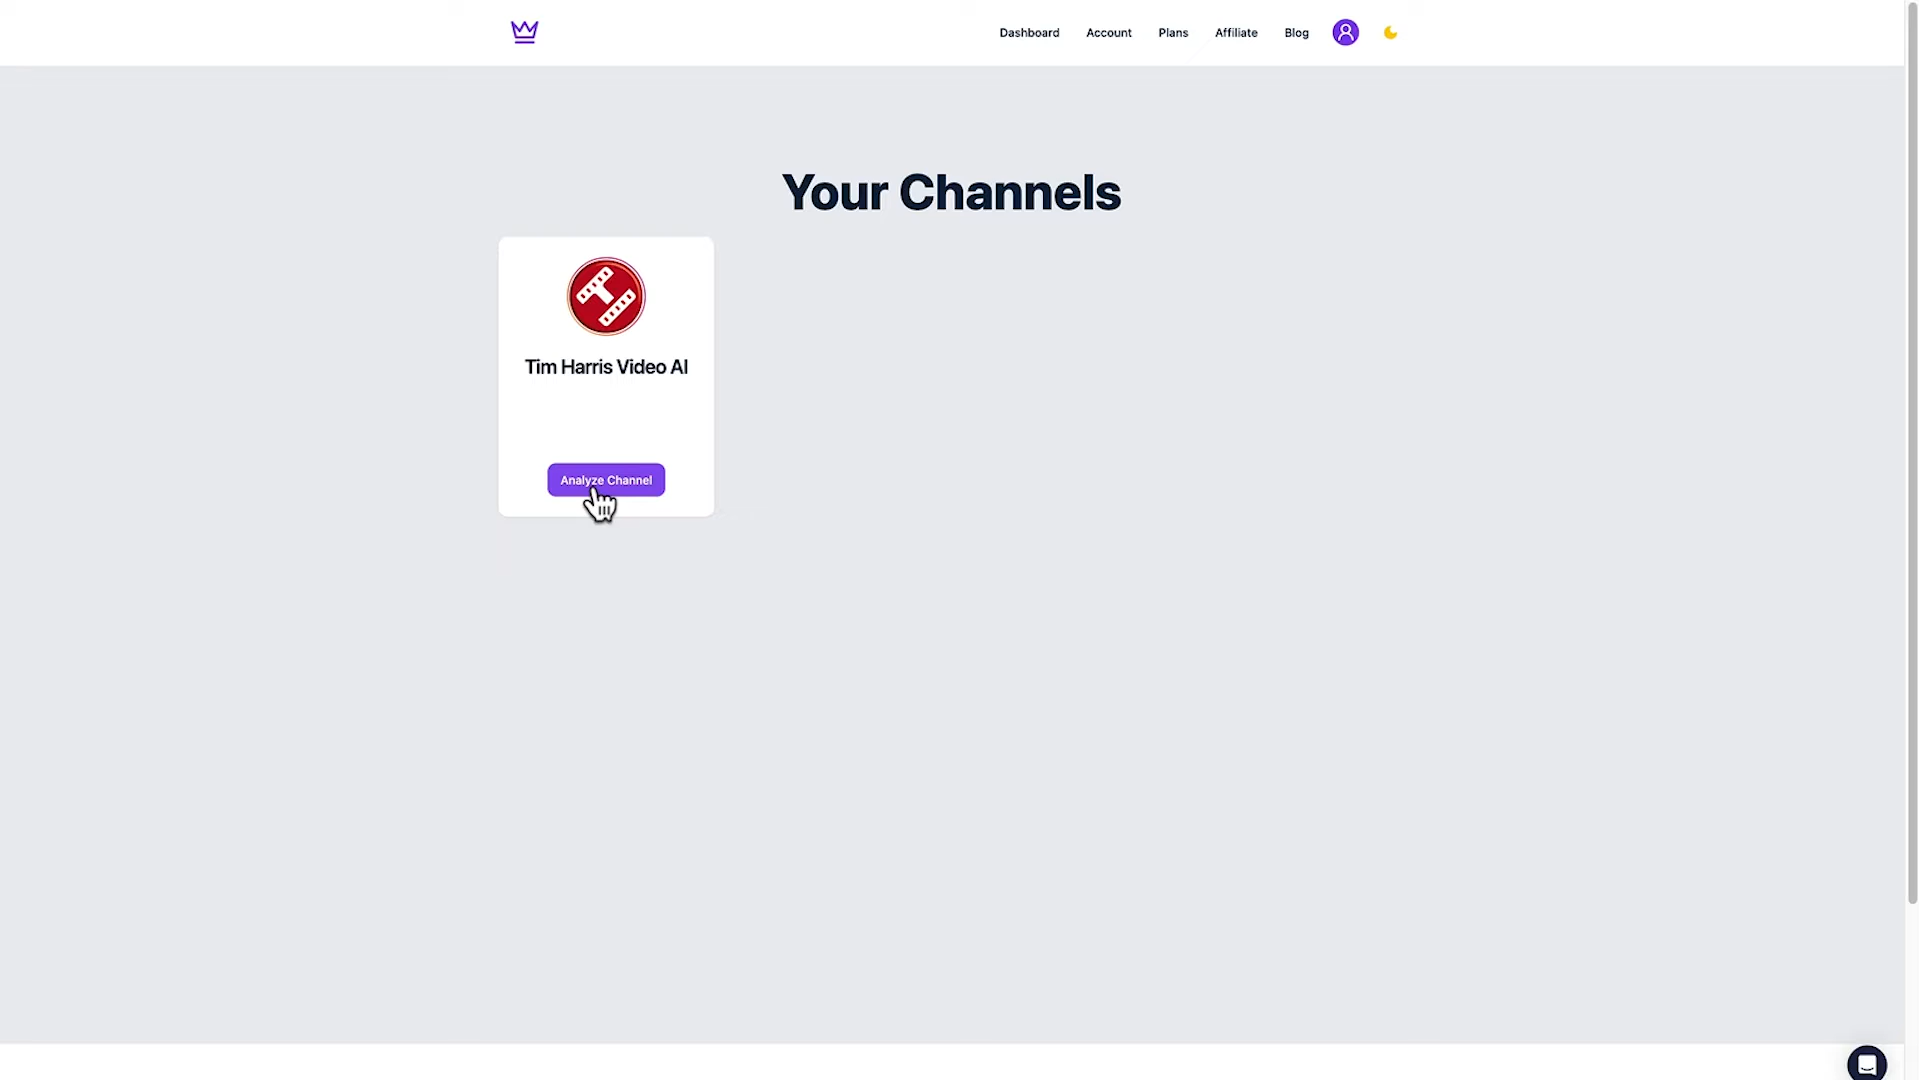 Dashboard Account Plans Affiliate Blog
Your Channels
Tim Harris Video AI
Analyze Channel